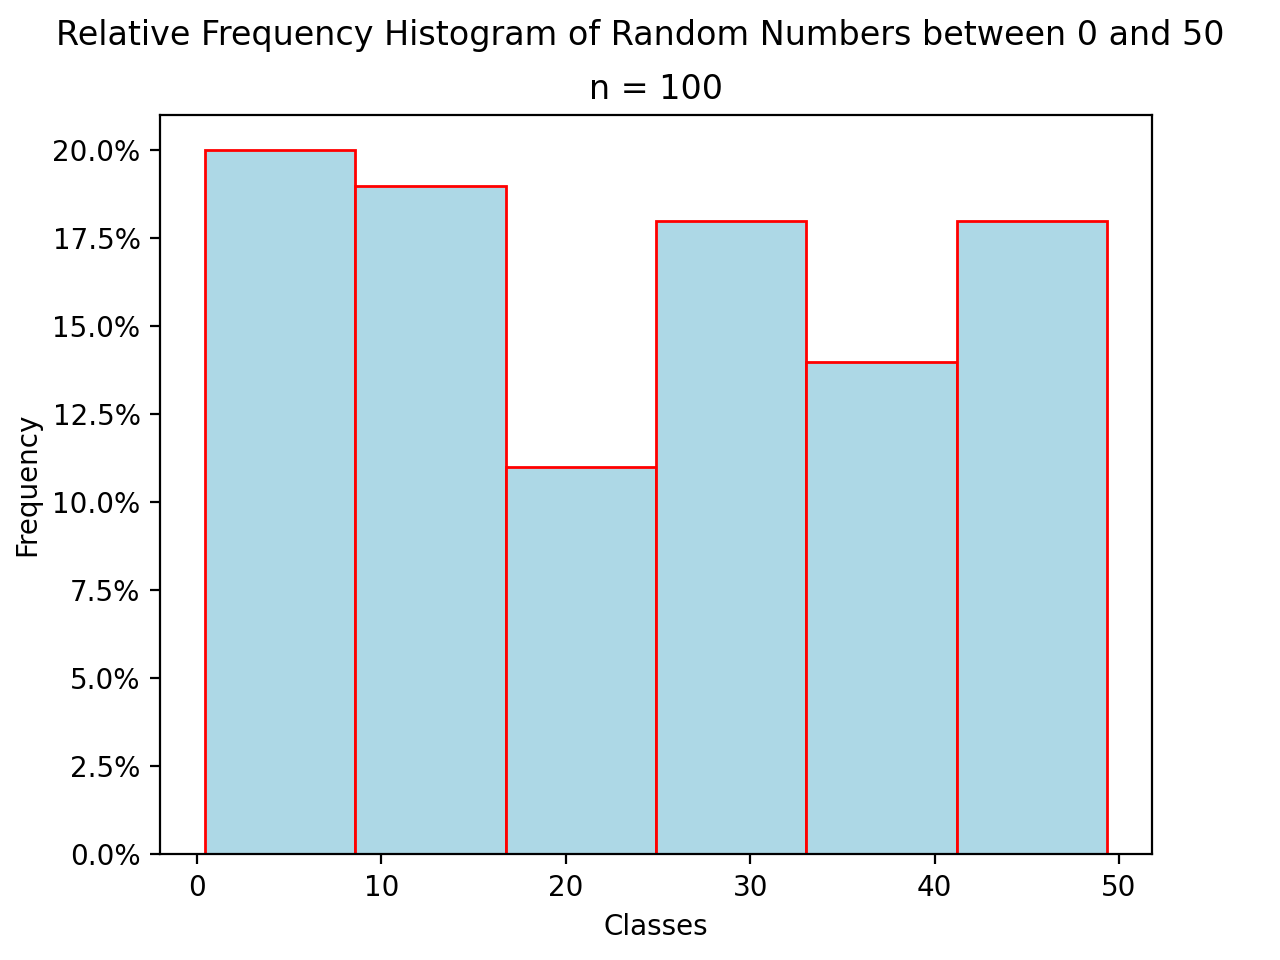 Relative Frequency Histogram of Random Numbers between 0 and 50
n = 100
20.0%
17.5%
15.0%
12.5%
10.0%
7.5%
5.0%
2.5%
0.0%
Frequency
0 10 20 30 40 50
Classes